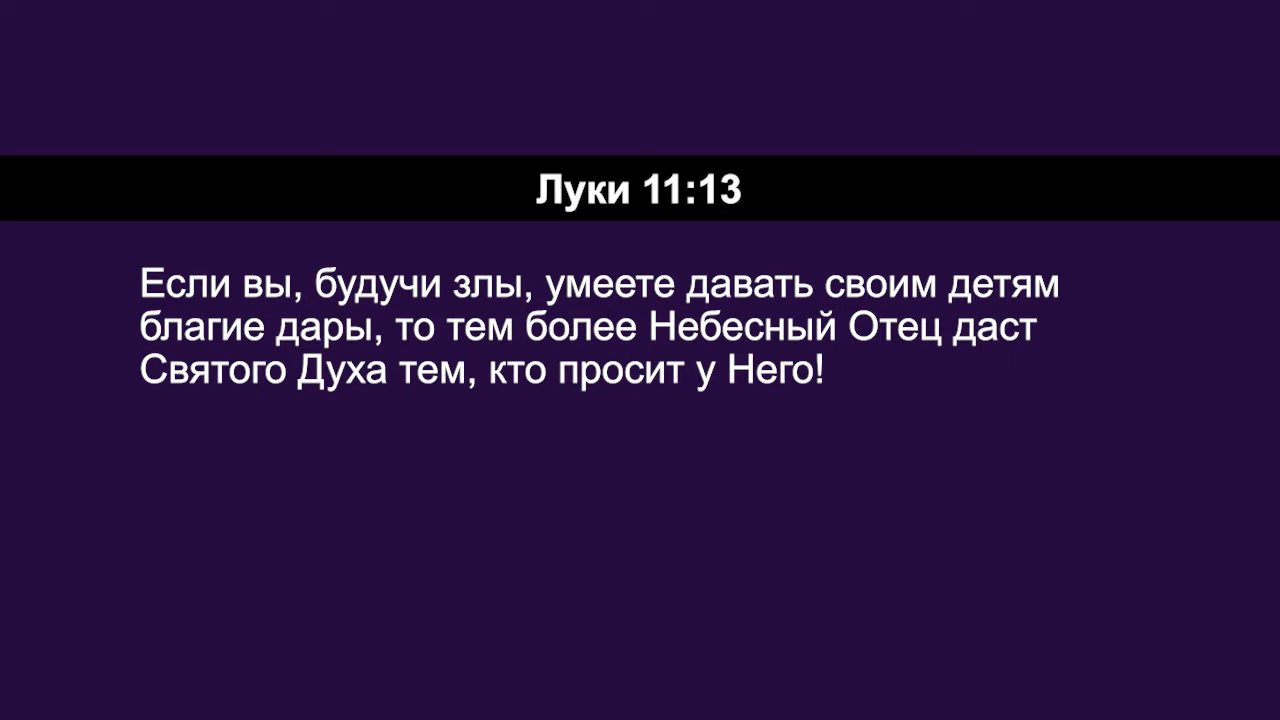 Луки 11:13
Если вы, будучи злы, умеете давать своим детям
благие дары, то тем более Небесный Отец даст
Святого Духа тем, кто просит у Него!